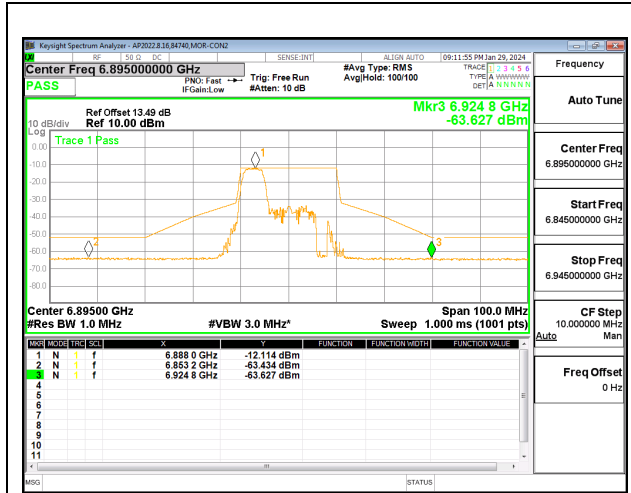 Keysight Spectrum Analyzer - AP2022.8.16,84740,MOR-CON2
RF 50 Ω DC SENSE:INT ALIGN AUTO 09:11:55 PM Jan 29, 2024
Center Freq 6.895000000 GHz
PASS
PNO: Fast
IFGain:Low
Trig: Free Run
#Atten: 10 dB
#Avg Type: RMS
Avg|Hold: 100/100
TRACE 1 2 3 4 5 6
TYPE A WWWWW
DET A N N N N N
Frequency
Auto Tune
Center Freq
6.895000000 GHz
Start Freq
6.845000000 GHz
Stop Freq
6.945000000 GHz
CF Step
10.000000 MHz
Auto Man
Freq Offset
0 Hz
Mkr3 6.924 8 GHz
-63.627 dBm
Ref Offset 13.49 dB
10 dB/div Ref 10.00 dBm
Log
Trace 1 Pass
0.00
-10.0
-20.0
-30.0
-40.0
-50.0
-60.0
-70.0
-80.0
1
2
3
Center 6.89500 GHz Span 100.0 MHz
#Res BW 1.0 MHz #VBW 3.0 MHz* Sweep 1.000 ms (1001 pts)
MKR MODE TRC SCL X Y FUNCTION FUNCTION WIDTH FUNCTION VALUE
1 N 1 f 6.888 0 GHz -12.114 dBm
2 N 1 f 6.853 2 GHz -63.434 dBm
3 N 1 f 6.924 8 GHz -63.627 dBm
4
5
6
7
8
9
10
11
MSG STATUS